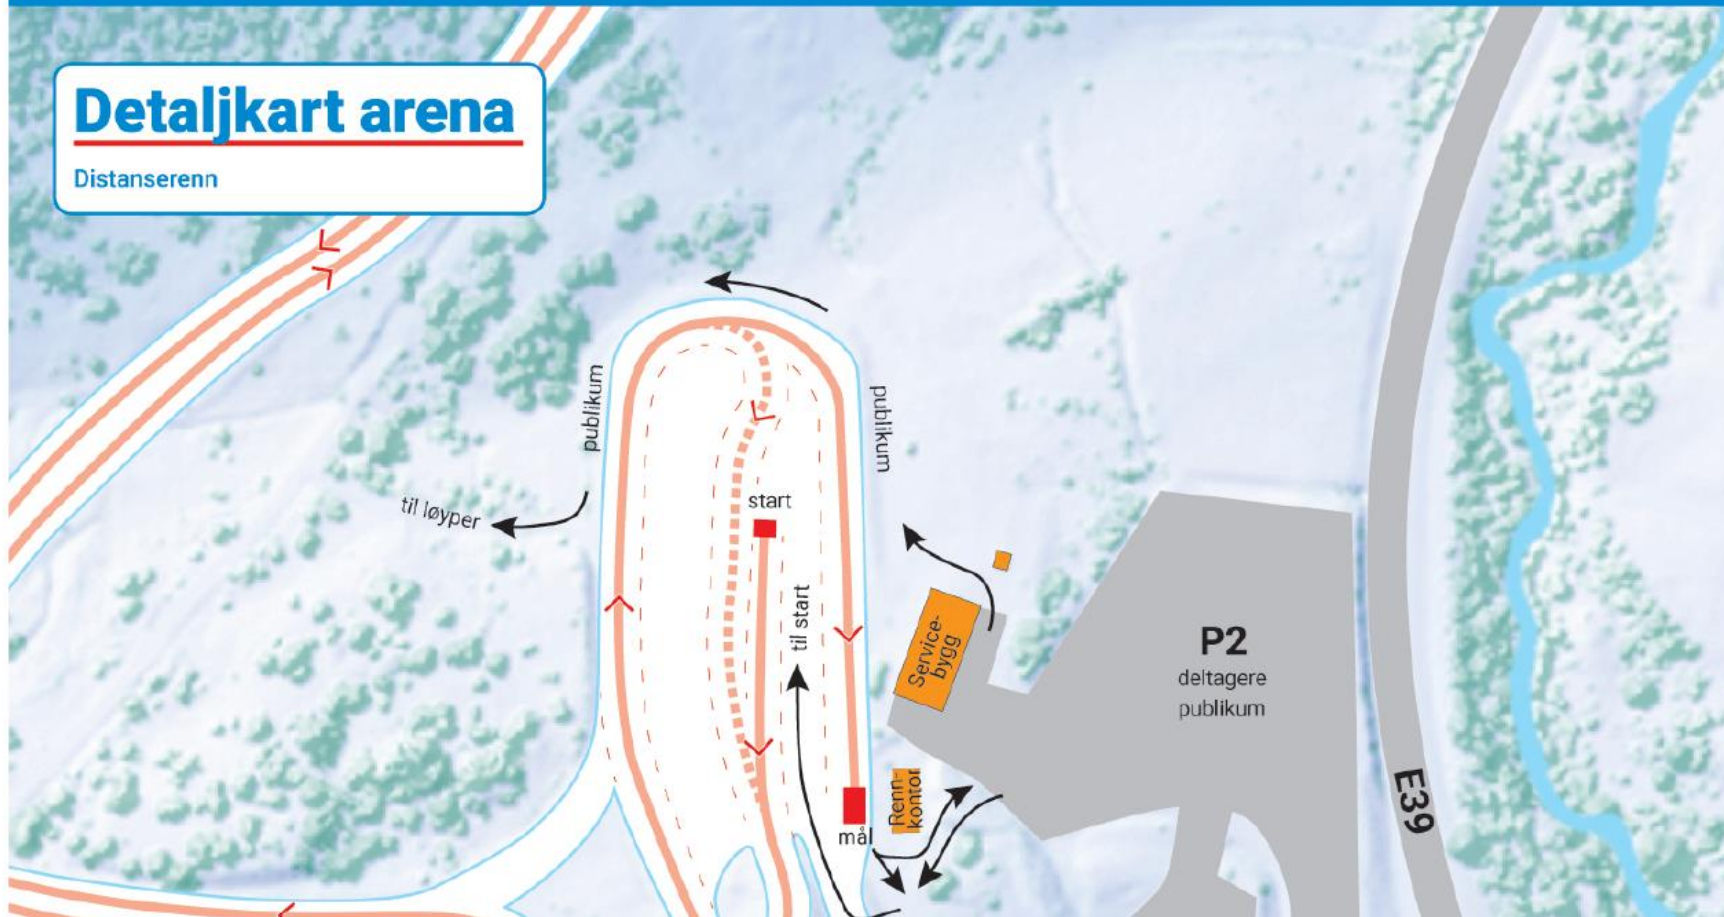 Detaljkart arena
Distanserenn
publikum
publikum
til løyper
start
til start
Service-
bygg
P2
deltagere
publikum
Renn-
kontor
mål
E39